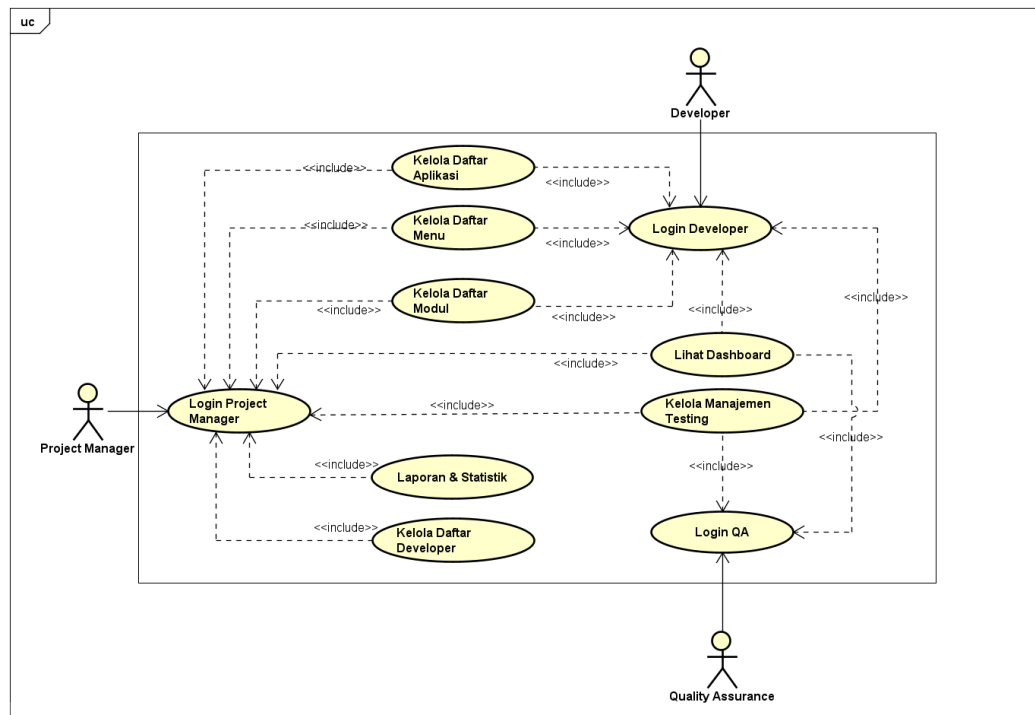 uc
Developer
Kelola Daftar
Aplikasi
<<include>>
<<include>>
Kelola Daftar
Menu
<<include>>
<<include>>
Login Developer
Kelola Daftar
Modul
<<include>>
<<include>>
<<include>>
<<include>>
Lihat Dashboard
<<include>>
Login Project
Manager
Project Manager
Kelola Manajemen
Testing
<<include>>
<<include>>
<<include>>
<<include>>
Laporan & Statistik
<<include>>
Kelola Daftar
Developer
Login QA
Quality Assurance